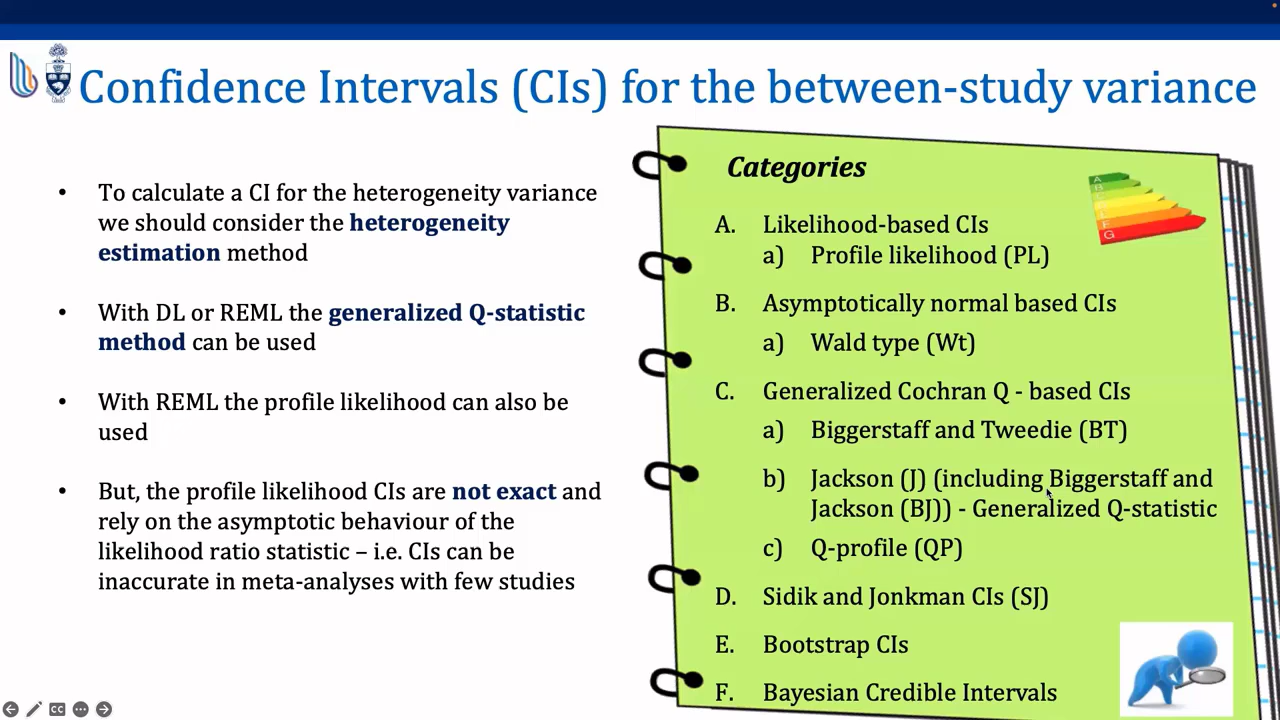 Confidence Intervals (CIs) for the between-study variance
• To calculate a CI for the heterogeneity variance
we should consider the heterogeneity
estimation method
• With DL or REML the generalized Q-statistic
method can be used
• With REML the profile likelihood can also be
used
• But, the profile likelihood CIs are not exact and
rely on the asymptotic behaviour of the
likelihood ratio statistic – i.e. CIs can be
inaccurate in meta-analyses with few studies
Categories
A. Likelihood-based CIs
a) Profile likelihood (PL)
B. Asymptotically normal based CIs
a) Wald type (Wt)
C. Generalized Cochran Q - based CIs
a) Biggerstaff and Tweedie (BT)
b) Jackson (J) (including Biggerstaff and
Jackson (BJ)) - Generalized Q-statistic
c) Q-profile (QP)
D. Sidik and Jonkman CIs (SJ)
E. Bootstrap CIs
F. Bayesian Credible Intervals
A
B
G
CC